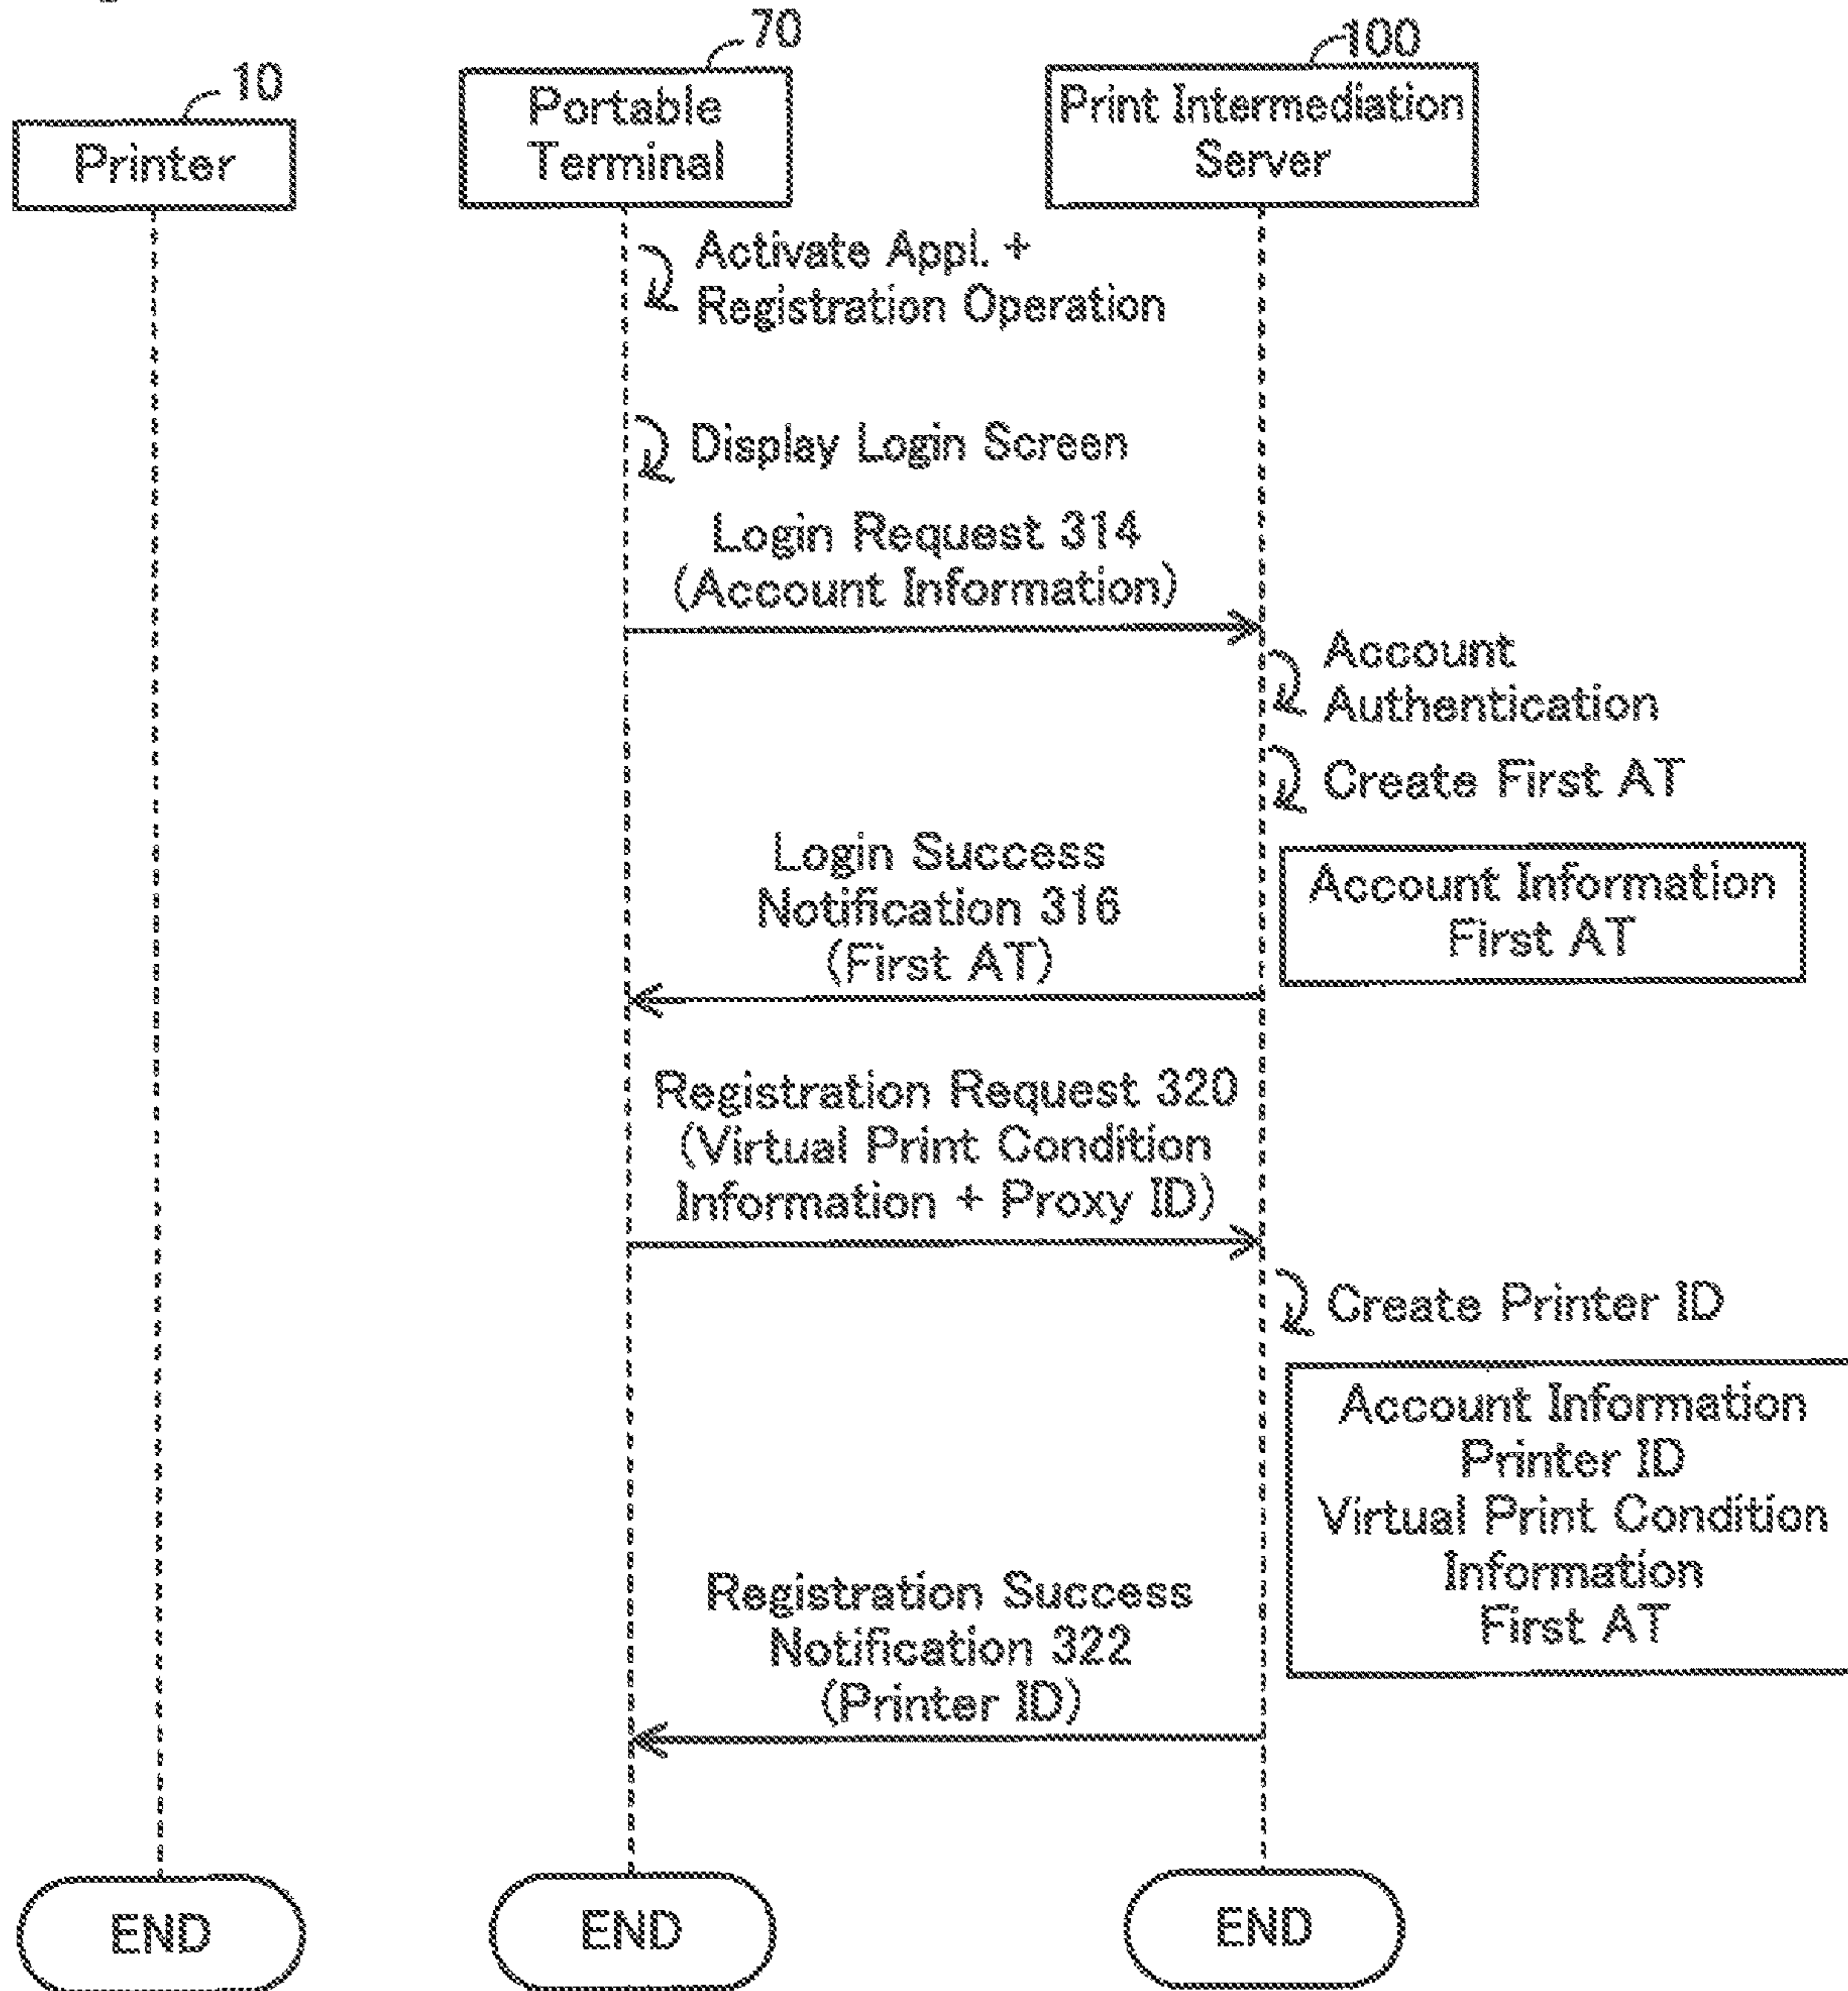 10
70
100
Printer
Portable
Terminal
Print Intermediation
Server
Activate Appl. +
Registration Operation
Display Login Screen
Login Request 314
(Account Information)
Account
Authentication
Create First AT
Login Success
Notification 316
(First AT)
Account Information
First AT
Registration Request 320
(Virtual Print Condition
Information + Proxy ID)
Create Printer ID
Account Information
Printer ID
Virtual Print Condition
Information
First AT
Registration Success
Notification 322
(Printer ID)
END
END
END